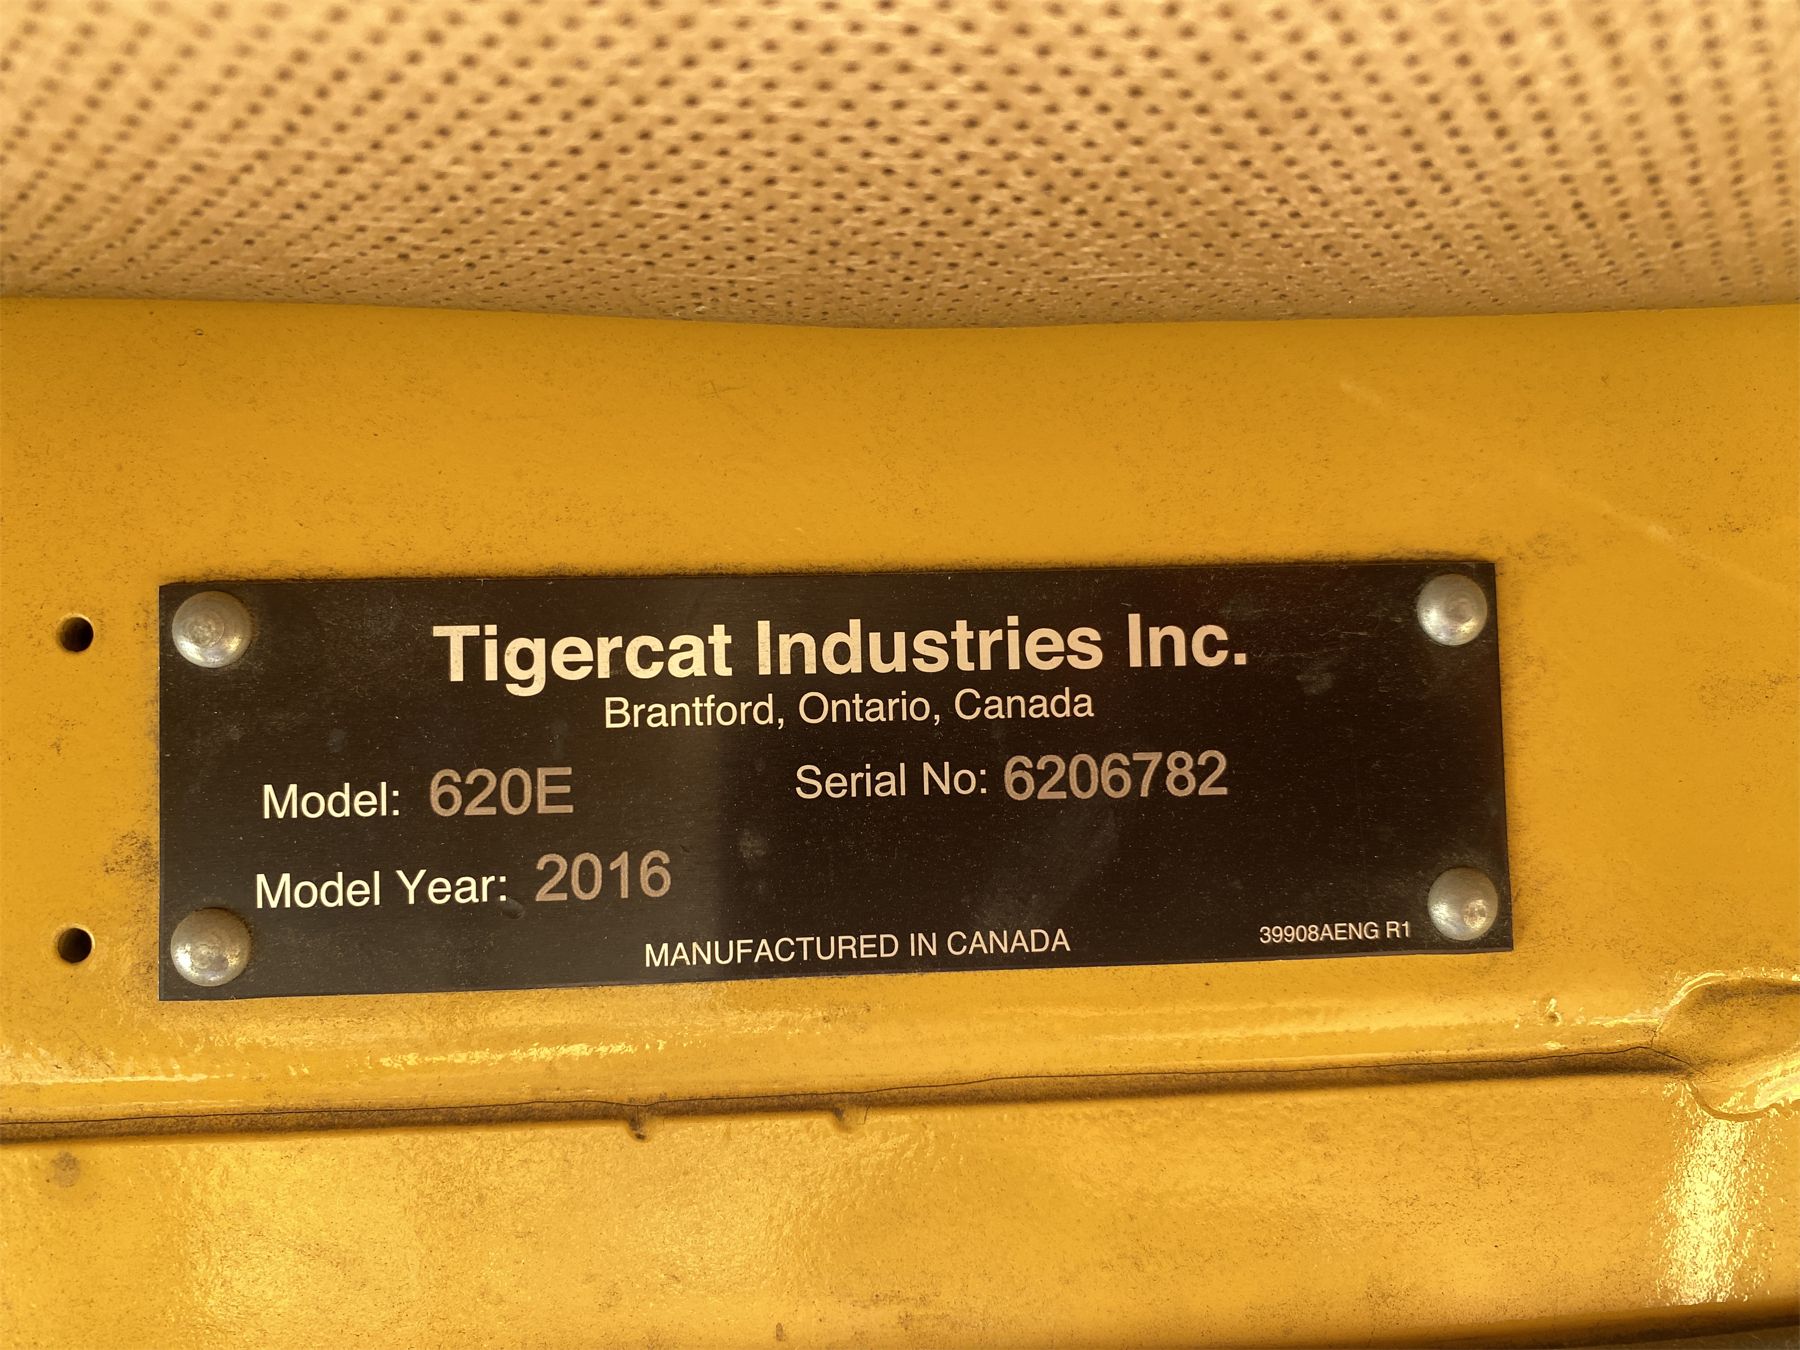 Tigercat Industries Inc.
Brantford, Ontario, Canada
Model: 620E Serial No: 6206782
Model Year: 2016
MANUFACTURED IN CANADA 39908AENG R1